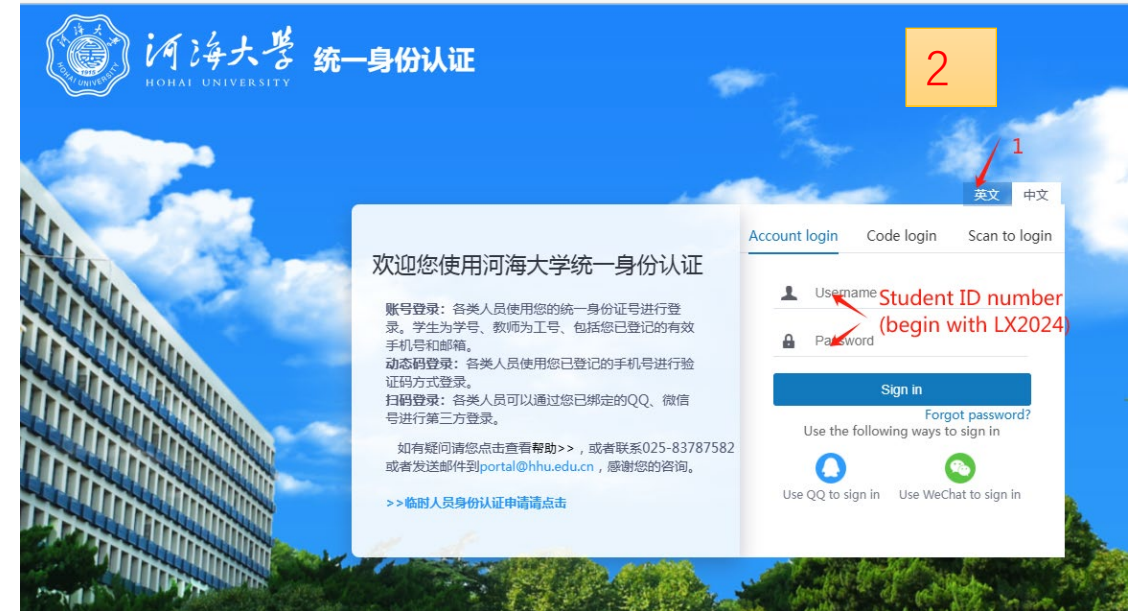 河海大学 统一身份认证
HOHAI UNIVERSITY
1915
2
1
英文 中文
Account login Code login Scan to login
欢迎您使用河海大学统一身份认证
账号登录：各类人员使用您的统一身份证号进行登
录。学生为学号、教师为工号、包括您已登记的有效
手机号和邮箱。
动态码登录：各类人员使用您已登记的手机号进行验
证码方式登录。
扫码登录：各类人员可以通过您已绑定的QQ、微信
号进行第三方登录。
如有疑问请您点击查看帮助>>，或者联系025-83787582
或者发送邮件到portal@hhu.edu.cn，感谢您的咨询。
>>临时人员身份认证申请请点击
Username
Student ID number
(begin with LX2024)
Password
Sign in
Forgot password?
Use the following ways to sign in
Use QQ to sign in Use WeChat to sign in